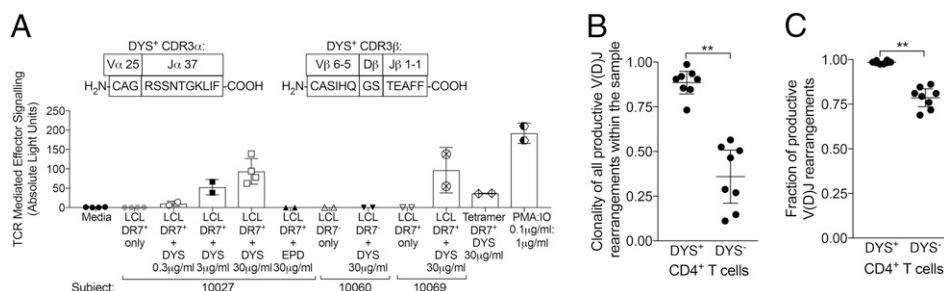 A
DYS+ CDR3α:
Vα 25 Jα 37
H2N- CAG RSSNTGKLIF -COOH
DYS+ CDR3β:
Vβ 6-5 Dβ Jβ 1-1
H2N- CASIHQ GS TEAFF -COOH
TCR Mediated Effector Signalling
(Absolute Light Units)
250
200
150
100
50
0
Media
LCL DR7+ only
LCL DR7+ + DYS 0.3µg/ml
LCL DR7+ + DYS 3µg/ml
LCL DR7+ + DYS 30µg/ml
LCL DR7+ + EPD 30µg/ml
LCL DR7- only
LCL DR7- + DYS 30µg/ml
LCL DR7+ only
LCL DR7+ + DYS 30µg/ml
Tetramer DR7+ DYS 30µg/ml
PMA:IO 0.1µg/ml: 1µg/ml
Subject: 10027 10060 10069
B
Clonality of all productive V(D)J
rearrangements within the sample
**
1.00
0.75
0.50
0.25
0
DYS+ DYS-
CD4+ T cells
C
Fraction of productive
V(D)J rearrangements
**
1.00
0.75
0.50
0.25
0
DYS+ DYS-
CD4+ T cells